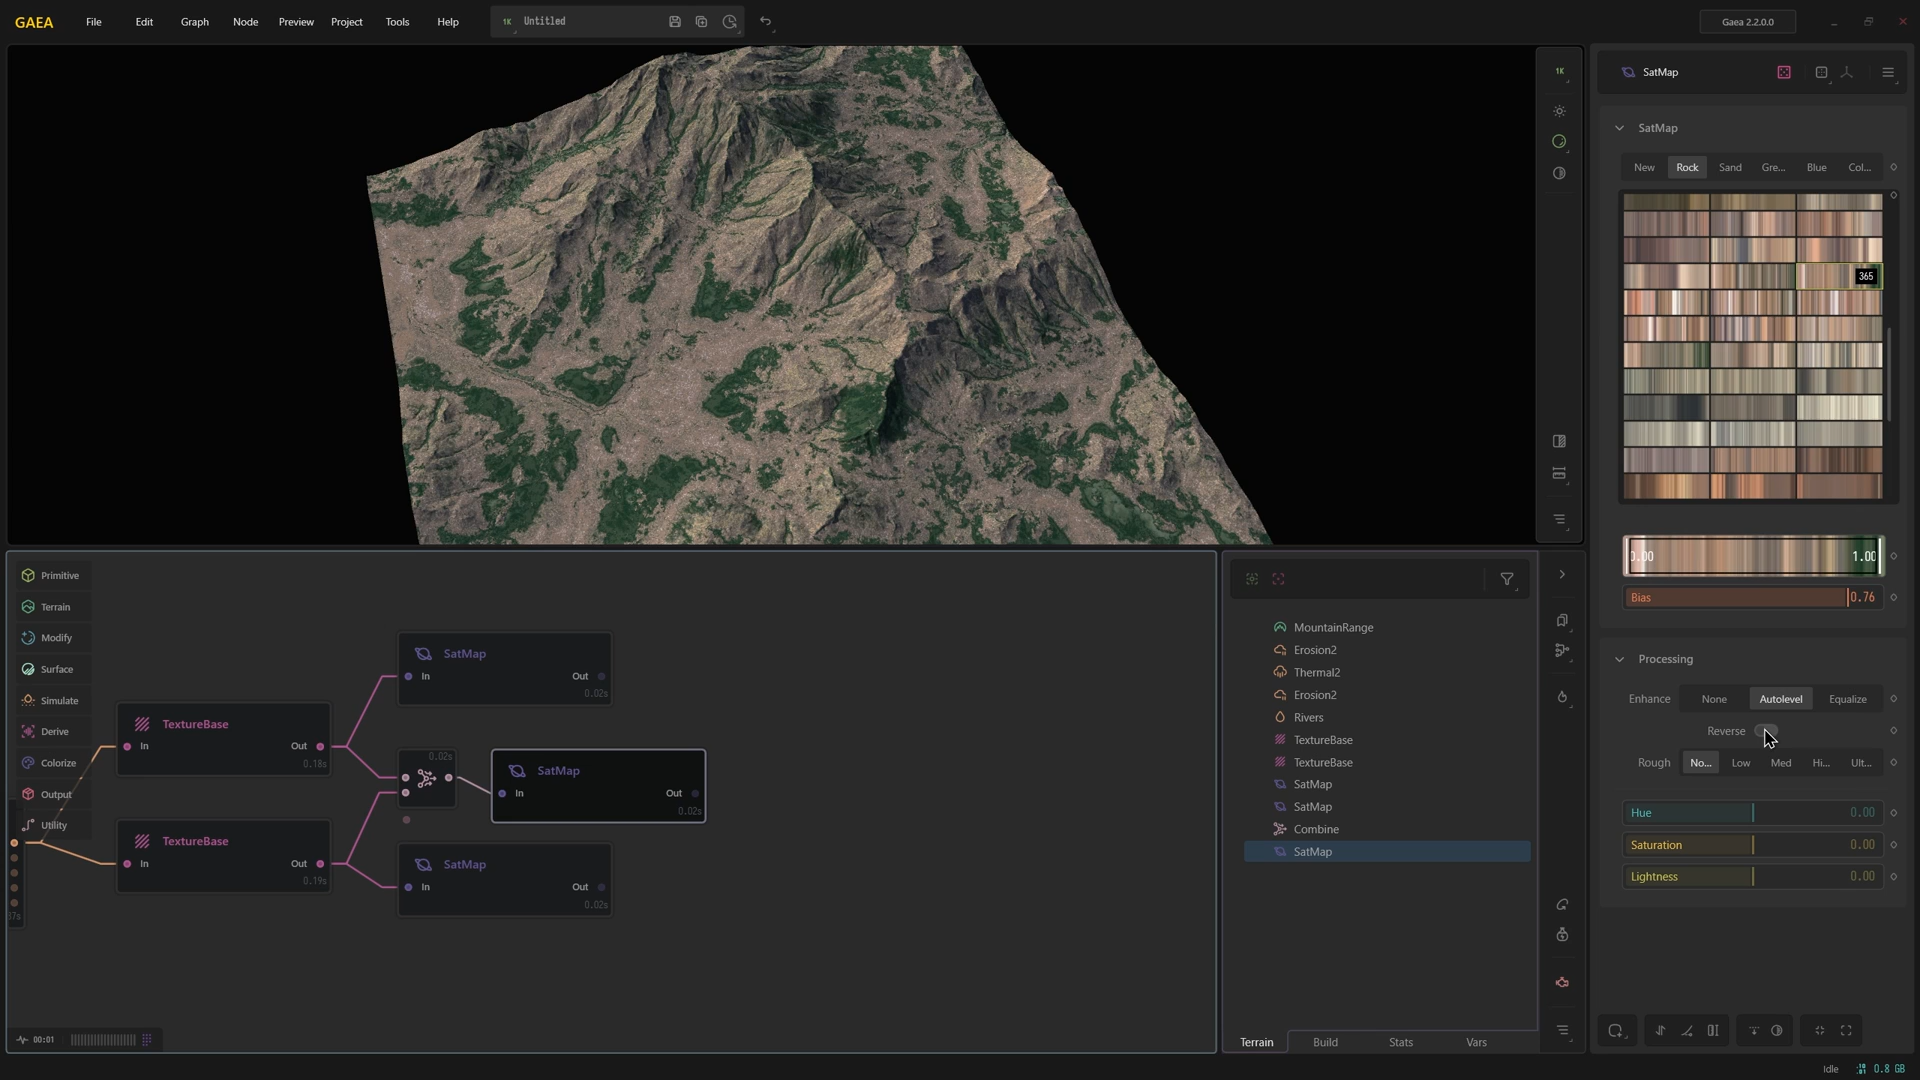 GAEA File Edit Graph Node Preview Project Tools Help 1K Untitled Gaea 2.2.0.0
1K
SatMap
SatMap
New Rock Sand Gre... Blue Col...
365
0.00 1.00
Bias 0.76
Processing
Enhance None Autolevel Equalize
Reverse
Rough No... Low Med Hi... Ult...
Hue 0.00
Saturation 0.00
Lightness 0.00
Primitive
Terrain
Modify
Surface
Simulate
Derive
Colorize
Output
Utility
TextureBase
In Out
0.18s
TextureBase
In Out
0.19s
SatMap
In Out
0.02s
0.02s
SatMap
In Out
0.02s
SatMap
In Out
0.02s
00:01
MountainRange
Erosion2
Thermal2
Erosion2
Rivers
TextureBase
TextureBase
SatMap
SatMap
Combine
SatMap
Terrain Build Stats Vars
Idle 0.8 GB